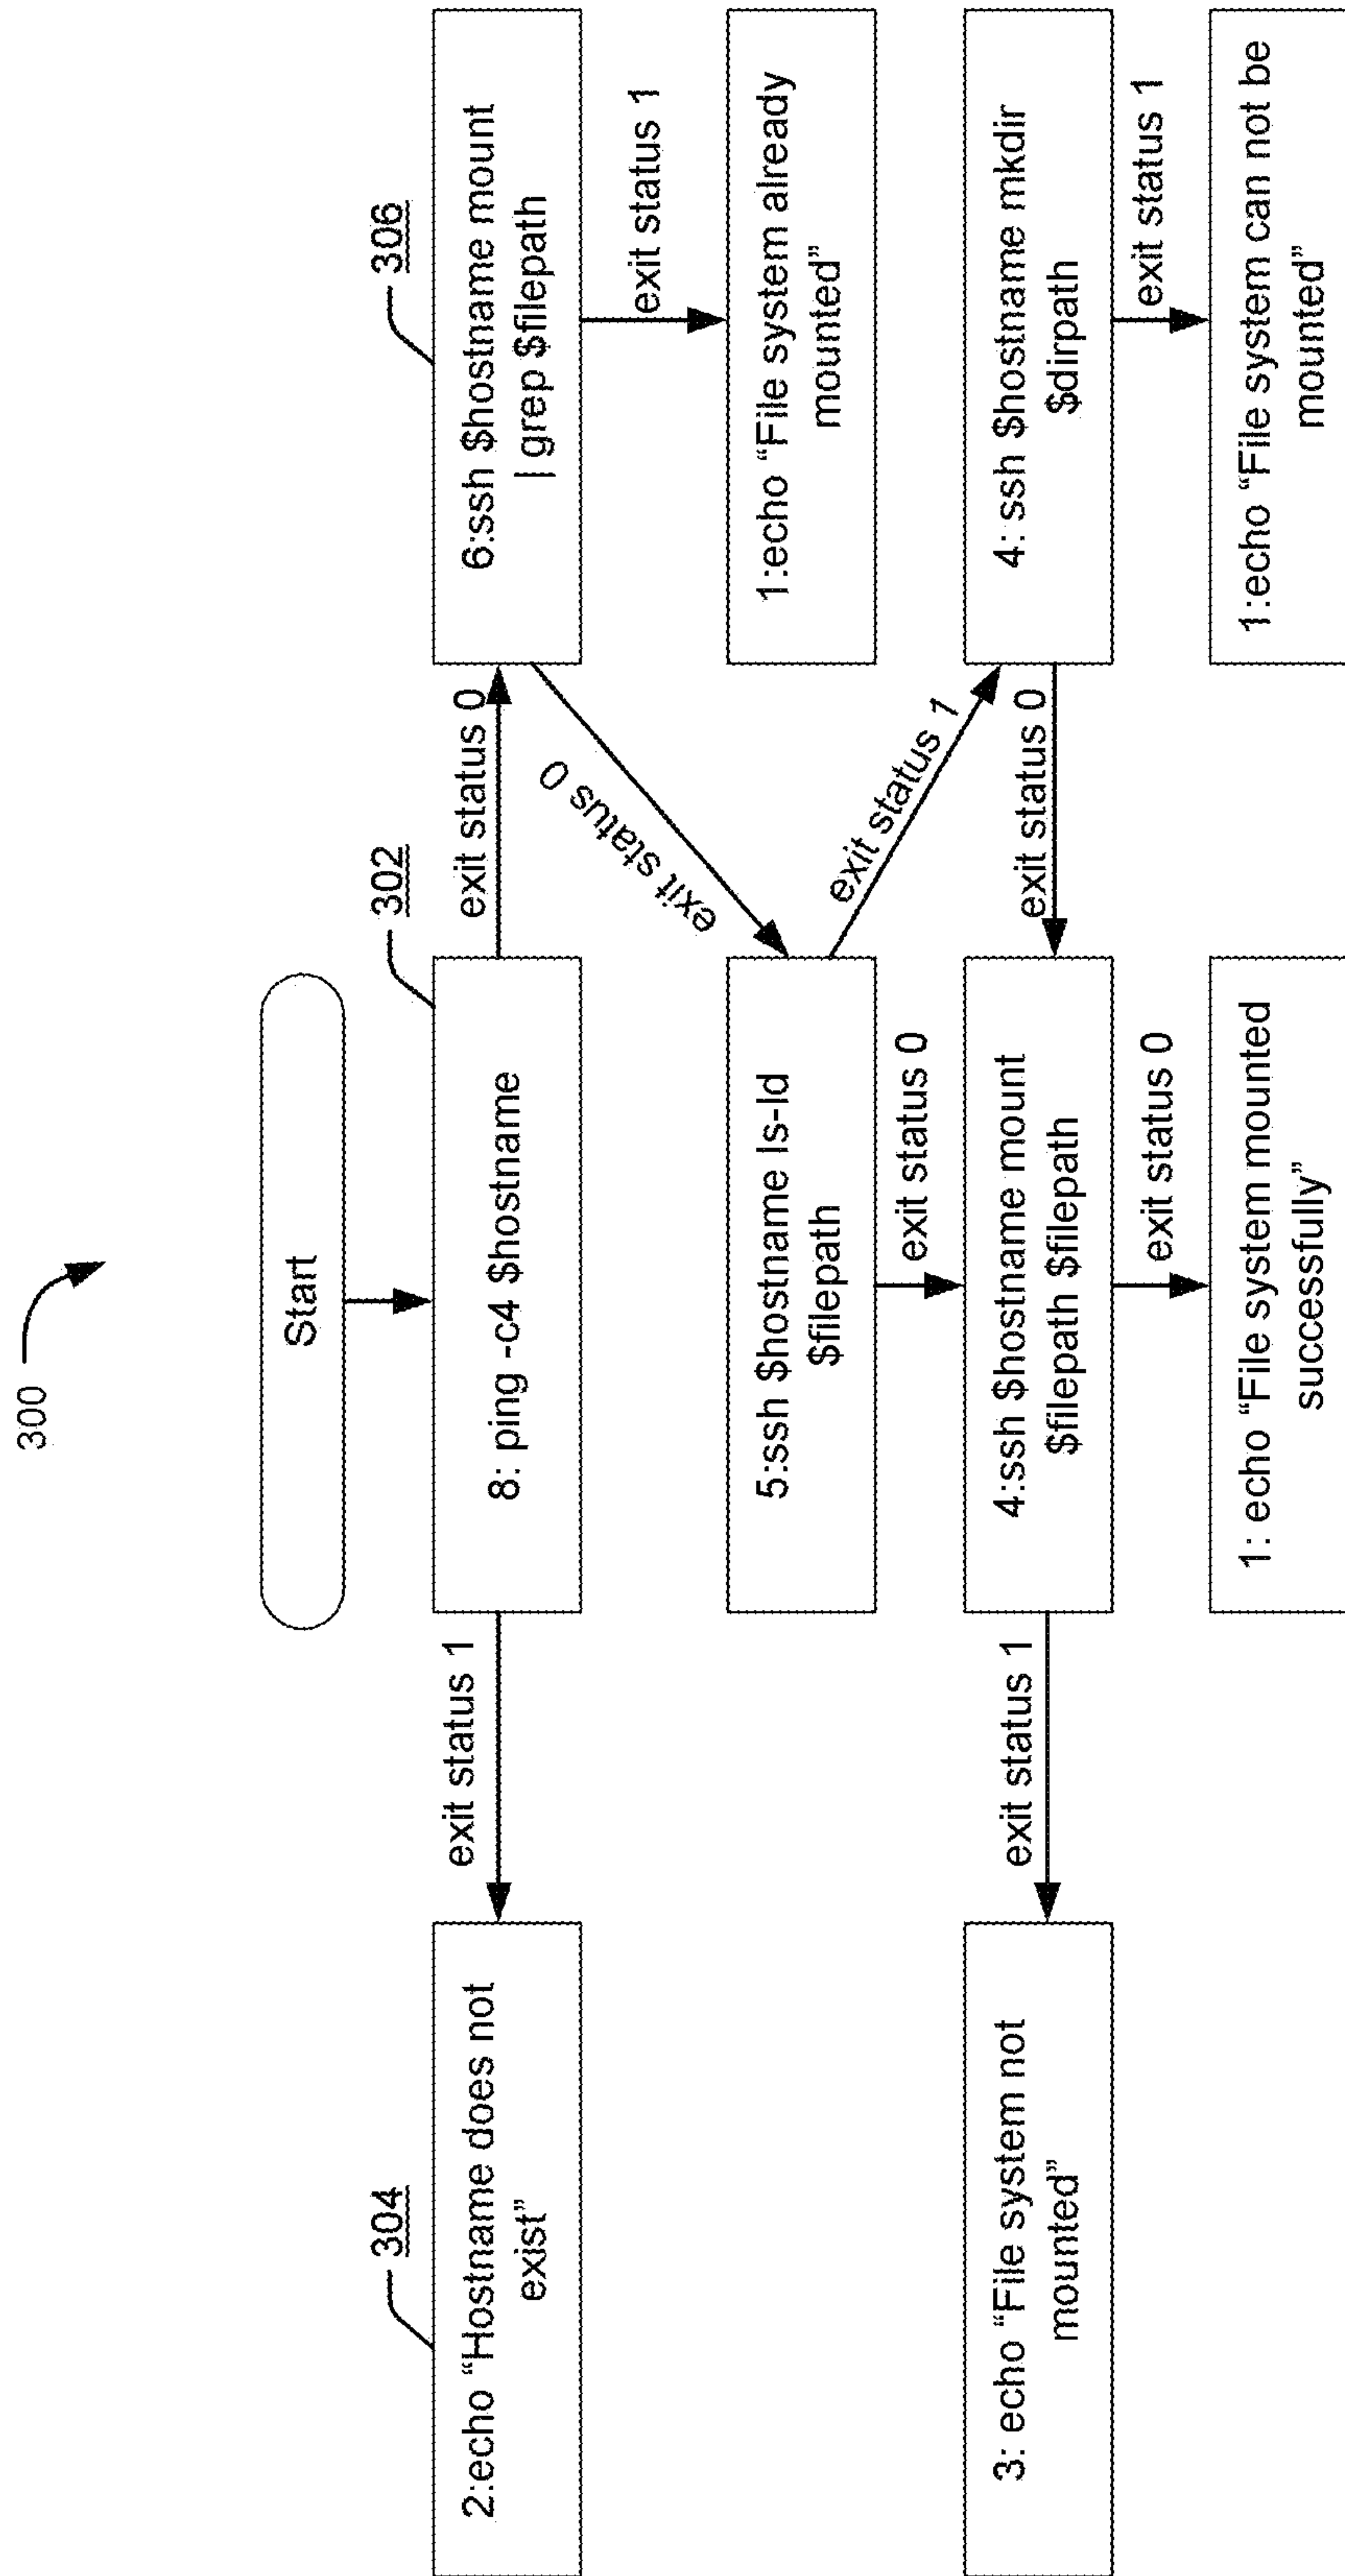 300
Start
302
304
306
8: ping -c4 $hostname
exit status 1
exit status 0
2:echo “Hostname does not
exist”
6:ssh $hostname mount
| grep $filepath
exit status 0
exit status 1
5:ssh $hostname ls-ld
$filepath
1:echo “File system already
mounted”
exit status 0
exit status 1
3: echo “File system not
mounted”
exit status 1
4:ssh $hostname mount
$filepath $filepath
exit status 0
4: ssh $hostname mkdir
$dirpath
exit status 0
exit status 1
1: echo “File system mounted
successfully”
1:echo “File system can not be
mounted”